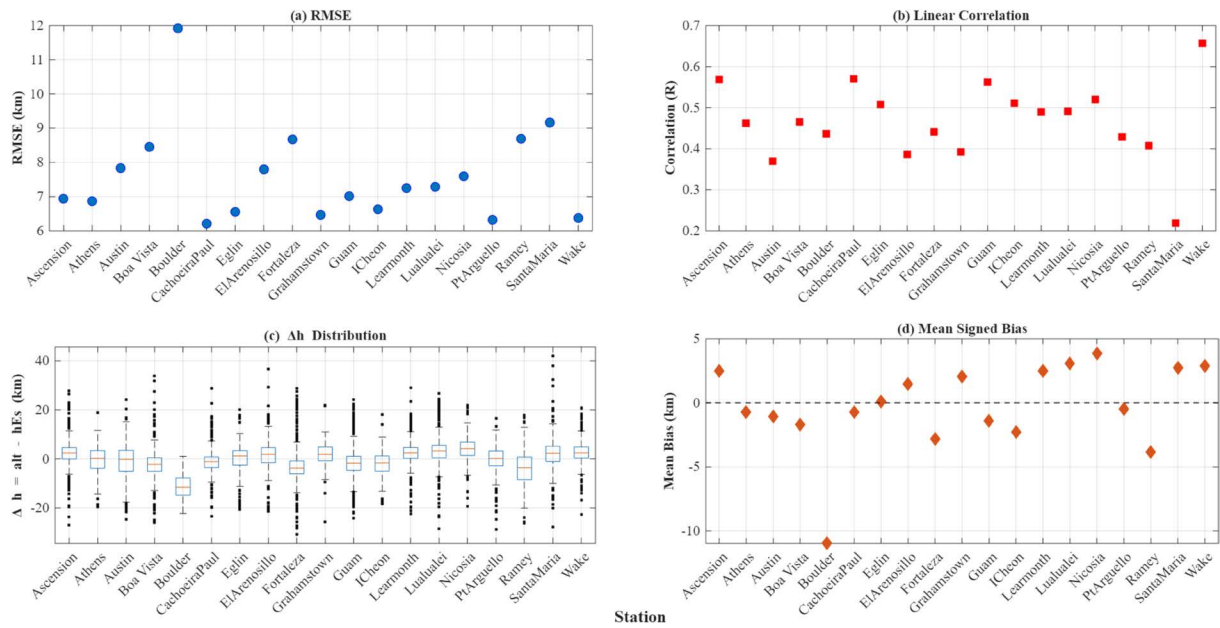 (a) RMSE
RMSE (km)
12
11
10
9
8
7
6
Ascension
Athens
Austin
Boa Vista
Boulder
CachoeiraPaul
Eglin
ElArenosillo
Fortaleza
Grahamstown
Guam
ICheon
Learmonth
Lualualei
Nicosia
PtArguello
Ramey
SantaMaria
Wake
(b) Linear Correlation
Correlation (R)
0.7
0.6
0.5
0.4
0.3
0.2
Ascension
Athens
Austin
Boa Vista
Boulder
CachoeiraPaul
Eglin
ElArenosillo
Fortaleza
Grahamstown
Guam
ICheon
Learmonth
Lualualei
Nicosia
PtArguello
Ramey
SantaMaria
Wake
(c) Δh Distribution
Δ h = alt - hEs (km)
40
20
0
-20
Ascension
Athens
Austin
Boa Vista
Boulder
CachoeiraPaul
Eglin
ElArenosillo
Fortaleza
Grahamstown
Guam
ICheon
Learmonth
Lualualei
Nicosia
PtArguello
Ramey
SantaMaria
Wake
(d) Mean Signed Bias
Mean Bias (km)
5
0
-5
-10
Ascension
Athens
Austin
Boa Vista
Boulder
CachoeiraPaul
Eglin
ElArenosillo
Fortaleza
Grahamstown
Guam
ICheon
Learmonth
Lualualei
Nicosia
PtArguello
Ramey
SantaMaria
Wake
Station